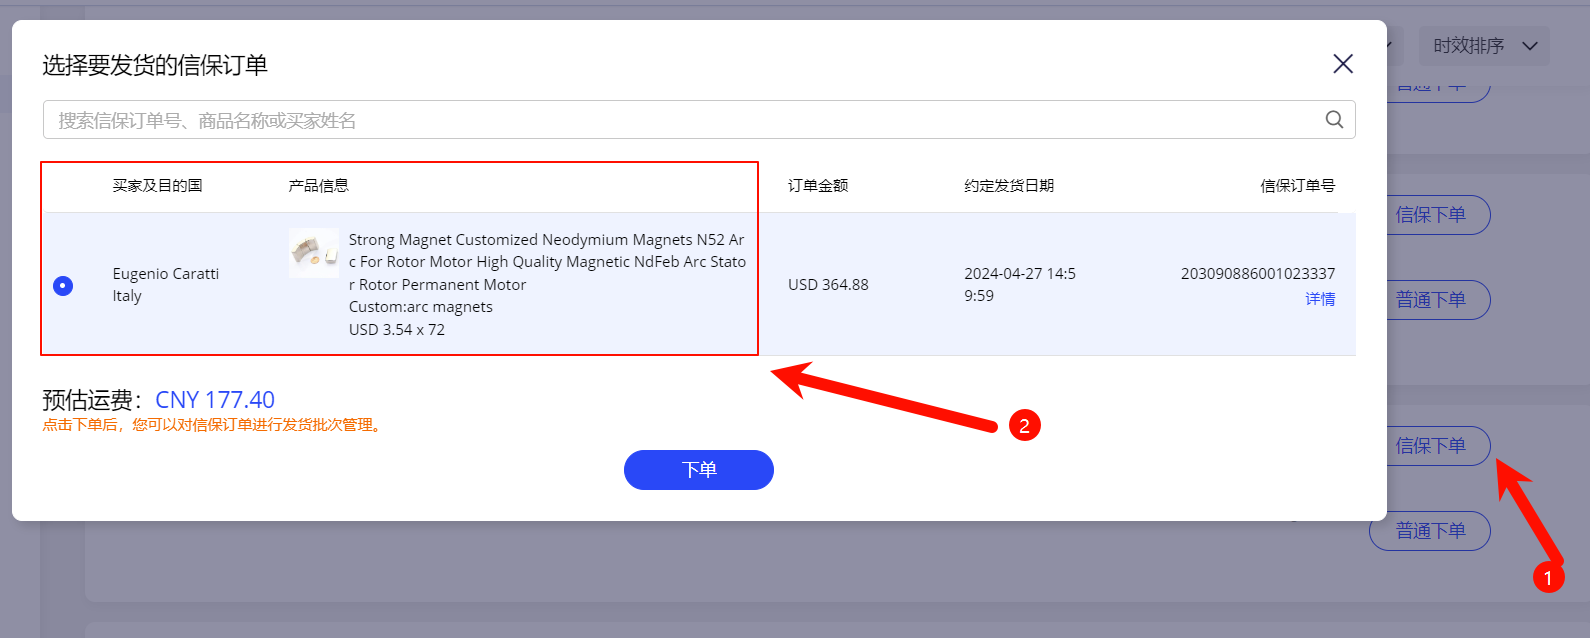 选择要发货的信保订单
时效排序
搜索信保订单号、商品名称或买家姓名
普通下单
买家及目的国 产品信息 订单金额 约定发货日期 信保订单号
信保下单
Strong Magnet Customized Neodymium Magnets N52 Ar
c For Rotor Motor High Quality Magnetic NdFeb Arc Stato
r Rotor Permanent Motor
Custom:arc magnets
USD 3.54 x 72
Eugenio Caratti
Italy
USD 364.88
2024-04-27 14:5
9:59
203090886001023337
详情
普通下单
预估运费：CNY 177.40
点击下单后，您可以对信保订单进行发货批次管理。
2
信保下单
下单
普通下单
1